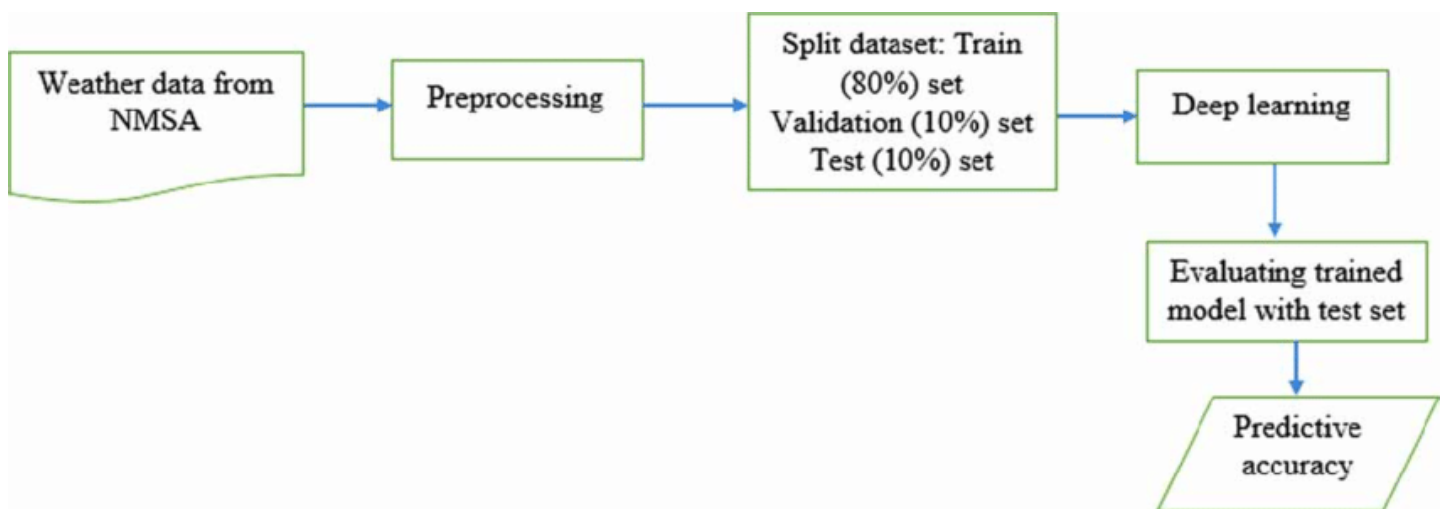 Weather data from
NMSA
Preprocessing
Split dataset: Train
(80%) set
Validation (10%) set
Test (10%) set
Deep learning
Evaluating trained
model with test set
Predictive
accuracy